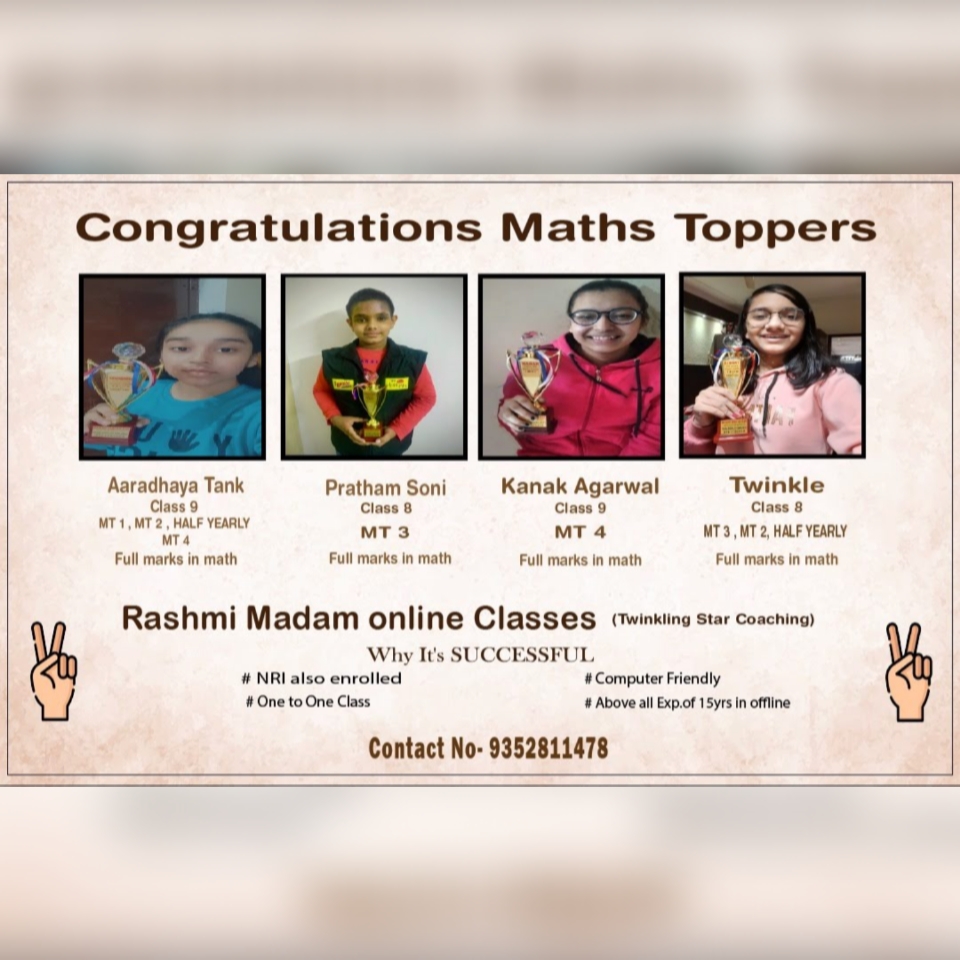 Congratulations Maths Toppers
Aaradhaya Tank
Class 9
MT 1 , MT 2 , HALF YEARLY
MT 4
Full marks in math
Pratham Soni
Class 8
MT 3
Full marks in math
Kanak Agarwal
Class 9
MT 4
Full marks in math
Twinkle
Class 8
MT 3 , MT 2, HALF YEARLY
Full marks in math
Rashmi Madam online Classes (Twinkling Star Coaching)
Why It's SUCCESSFUL
# NRI also enrolled
# Computer Friendly
# One to One Class
# Above all Exp.of 15yrs in offline
Contact No- 9352811478